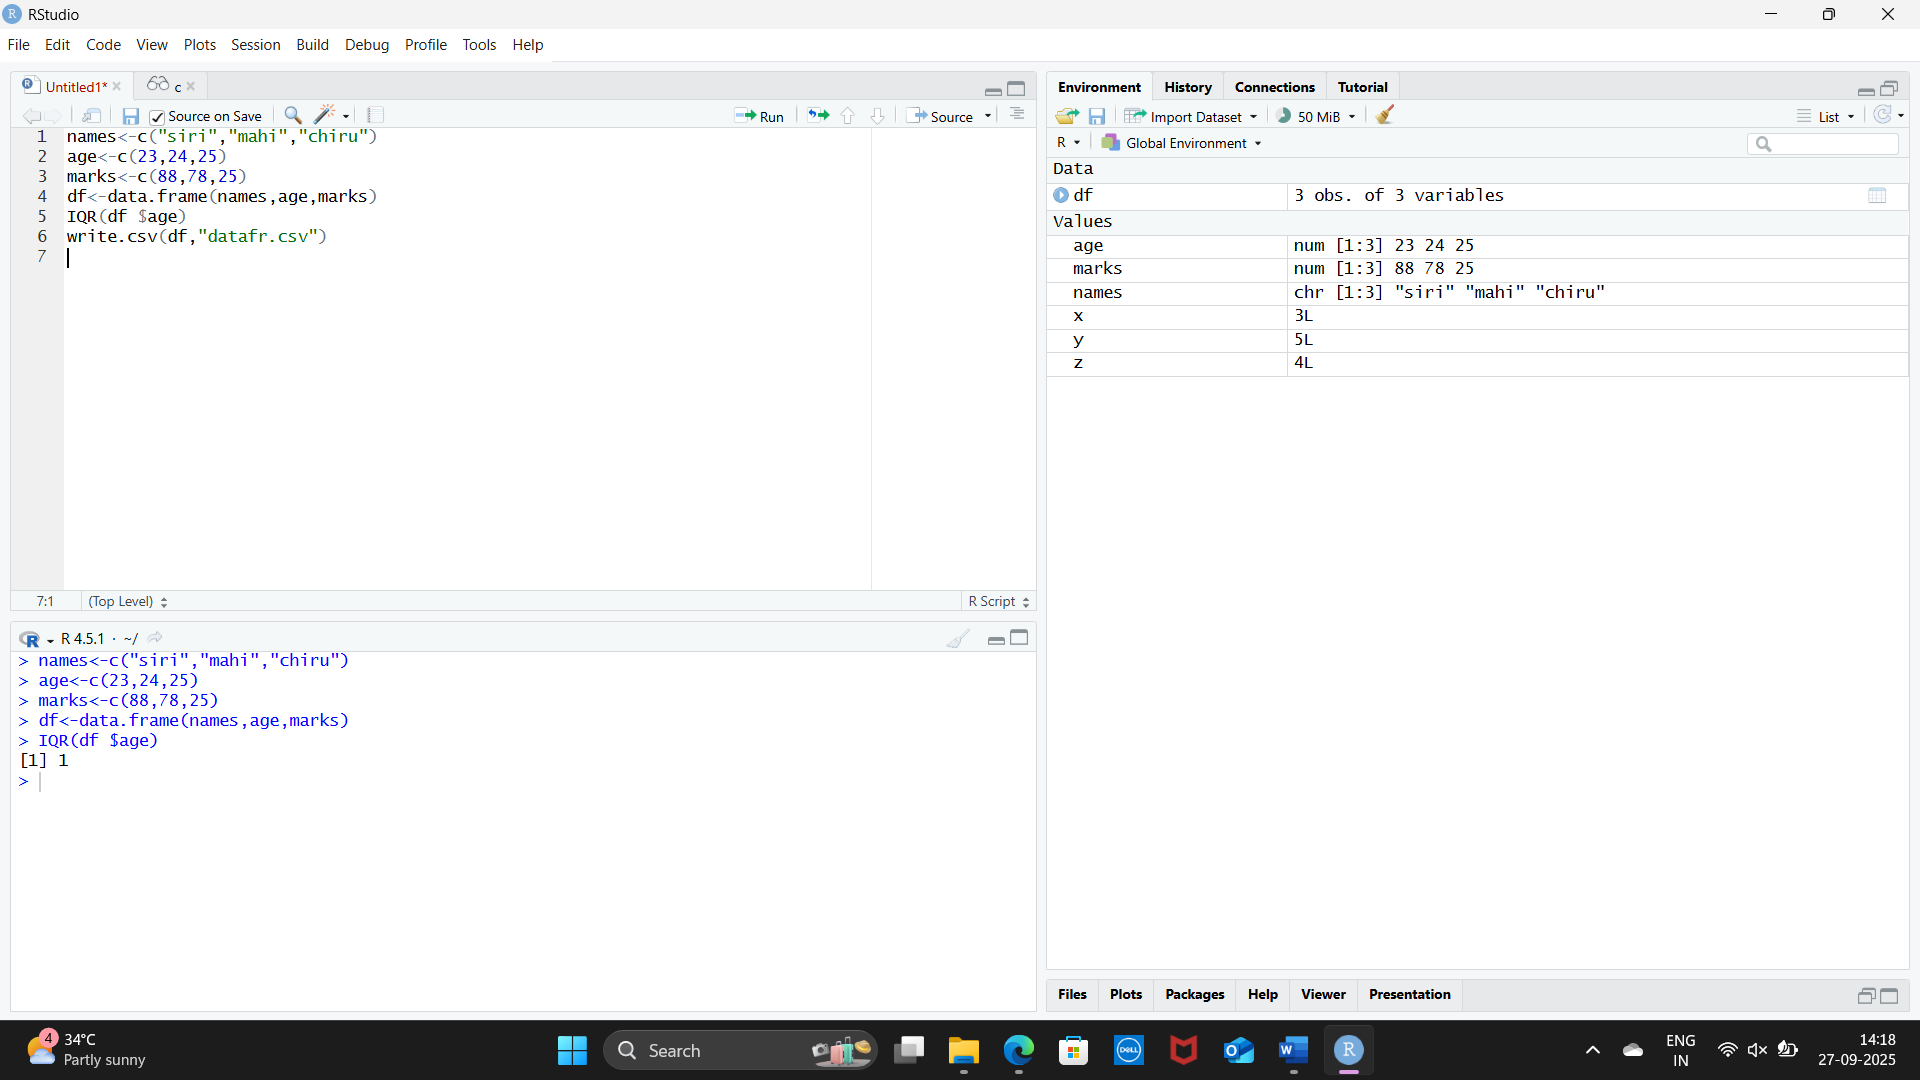 RStudio
File Edit Code View Plots Session Build Debug Profile Tools Help
Untitled1* c
Source on Save Run Source
1 names<-c("siri","mahi","chiru")
2 age<-c(23,24,25)
3 marks<-c(88,78,25)
4 df<-data.frame(names,age,marks)
5 IQR(df $age)
6 write.csv(df,"datafr.csv")
7
7:1 (Top Level) R Script
R 4.5.1 · ~/
> names<-c("siri","mahi","chiru")
> age<-c(23,24,25)
> marks<-c(88,78,25)
> df<-data.frame(names,age,marks)
> IQR(df $age)
[1] 1
>
Environment History Connections Tutorial
Import Dataset 50 MiB List
R Global Environment
Data
df 3 obs. of 3 variables
Values
age num [1:3] 23 24 25
marks num [1:3] 88 78 25
names chr [1:3] "siri" "mahi" "chiru"
x 3L
y 5L
z 4L
Files Plots Packages Help Viewer Presentation
4 34°C
Partly sunny
Search
DELL
ENG
IN
14:18
27-09-2025